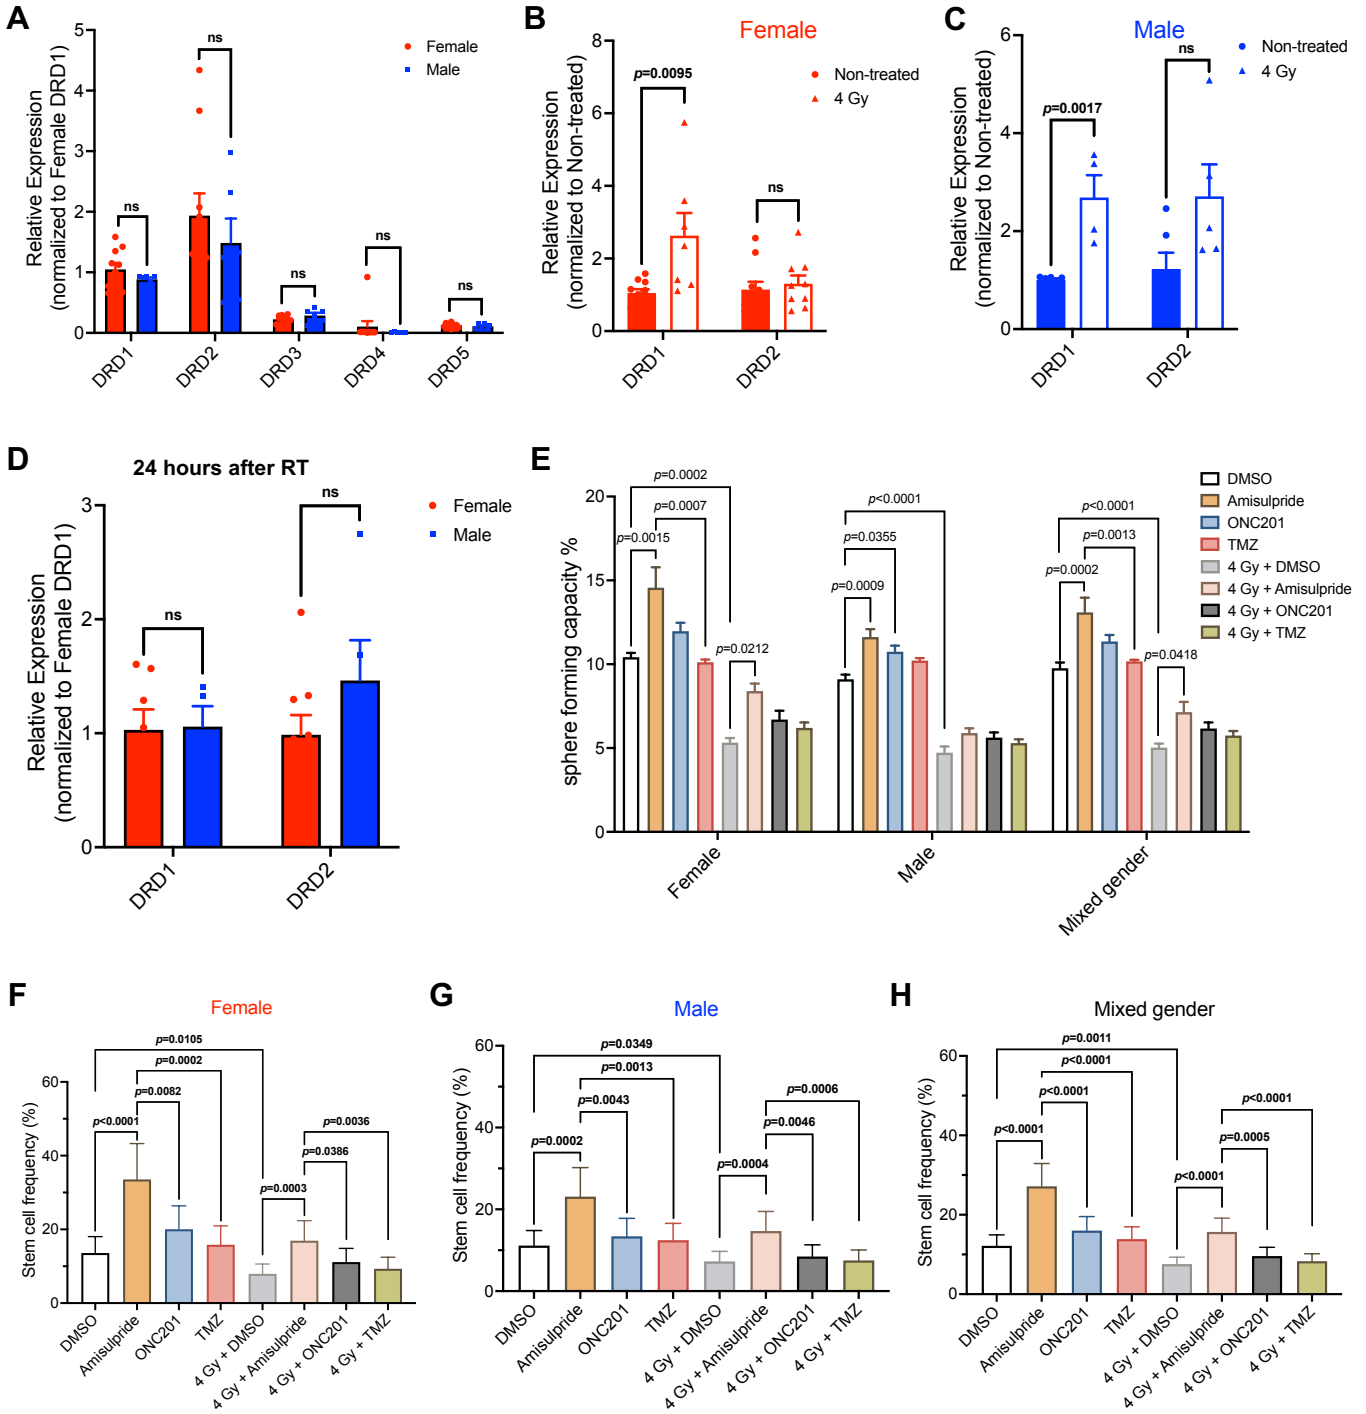 A
Relative Expression
(normalized to Female DRD1)
5
4
3
2
1
0
ns
ns
ns
ns
ns
Female
Male
DRD1
DRD2
DRD3
DRD4
DRD5
B
Female
Relative Expression
(normalized to Non-treated)
8
6
4
2
0
p=0.0095
ns
Non-treated
4 Gy
DRD1
DRD2
C
Male
Relative Expression
(normalized to Non-treated)
6
4
2
0
p=0.0017
ns
Non-treated
4 Gy
DRD1
DRD2
D
24 hours after RT
Relative Expression
(normalized to Female DRD1)
3
2
1
0
ns
ns
Female
Male
DRD1
DRD2
E
sphere forming capacity %
20
15
10
5
0
p=0.0002
p=0.0007
p=0.0015
p=0.0212
p<0.0001
p=0.0355
p=0.0009
p<0.0001
p=0.0013
p=0.0002
p=0.0418
DMSO
Amisulpride
ONC201
TMZ
4 Gy + DMSO
4 Gy + Amisulpride
4 Gy + ONC201
4 Gy + TMZ
Female
Male
Mixed gender
F
Female
Stem cell frequency (%)
60
40
20
0
p=0.0105
p=0.0002
p=0.0082
p<0.0001
p=0.0036
p=0.0386
p=0.0003
DMSO
Amisulpride
ONC201
TMZ
4 Gy + DMSO
4 Gy + Amisulpride
4 Gy + ONC201
4 Gy + TMZ
G
Male
Stem cell frequency (%)
60
40
20
0
p=0.0349
p=0.0013
p=0.0043
p=0.0002
p=0.0006
p=0.0046
p=0.0004
DMSO
Amisulpride
ONC201
TMZ
4 Gy + DMSO
4 Gy + Amisulpride
4 Gy + ONC201
4 Gy + TMZ
H
Mixed gender
Stem cell frequency (%)
60
40
20
0
p=0.0011
p<0.0001
p<0.0001
p<0.0001
p<0.0001
p=0.0005
p<0.0001
DMSO
Amisulpride
ONC201
TMZ
4 Gy + DMSO
4 Gy + Amisulpride
4 Gy + ONC201
4 Gy + TMZ